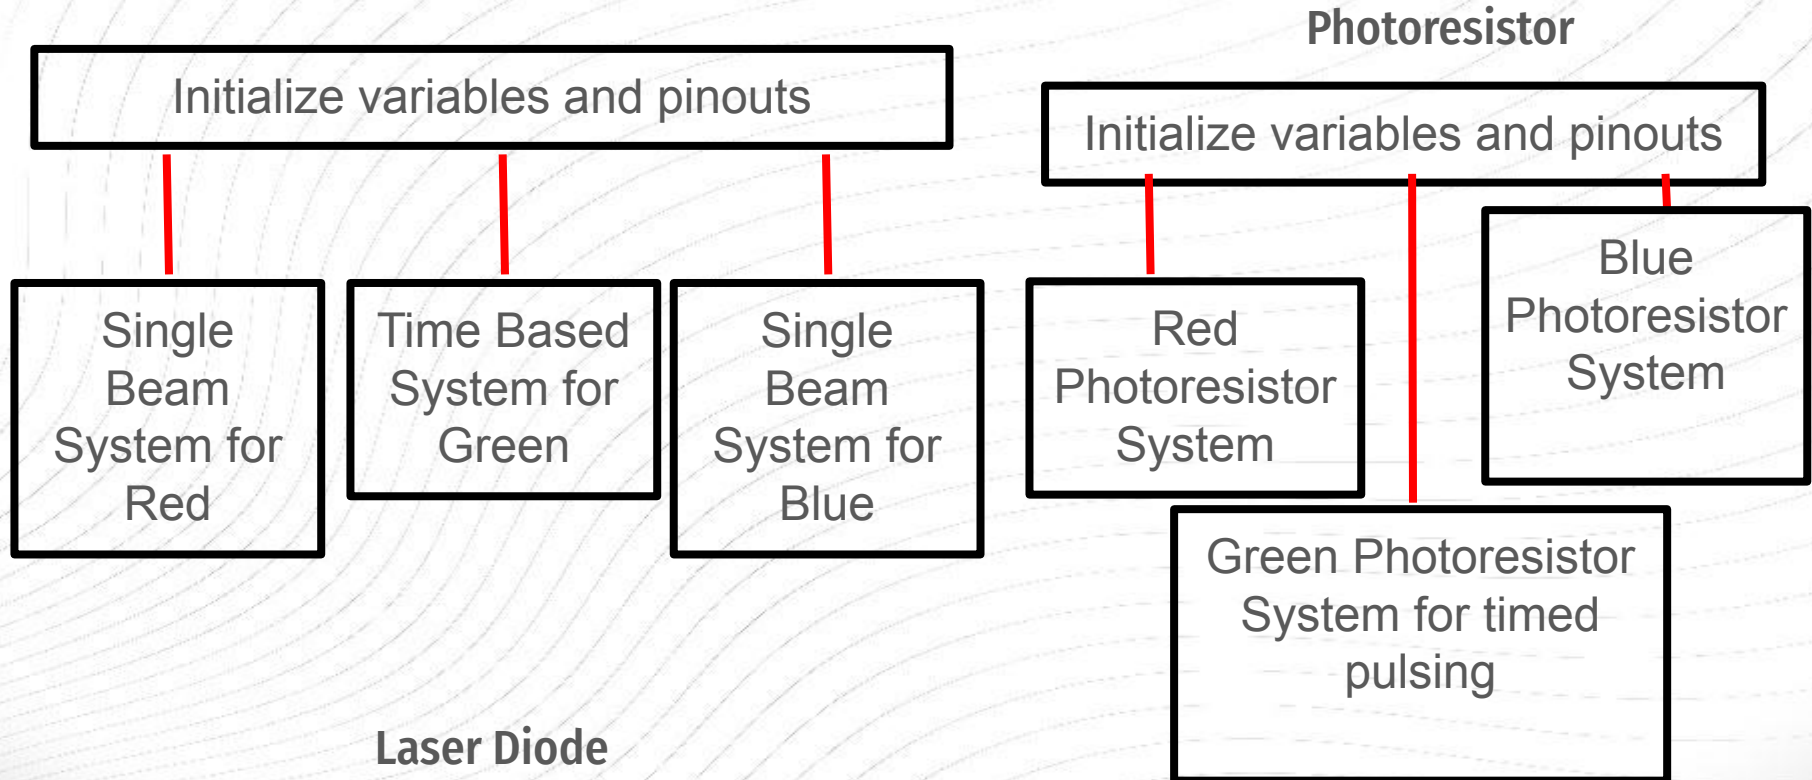 Photoresistor
Initialize variables and pinouts
Single
Beam
System for
Red
Time Based
System for
Green
Single
Beam
System for
Blue
Laser Diode
Initialize variables and pinouts
Red
Photoresistor
System
Blue
Photoresistor
System
Green Photoresistor
System for timed
pulsing